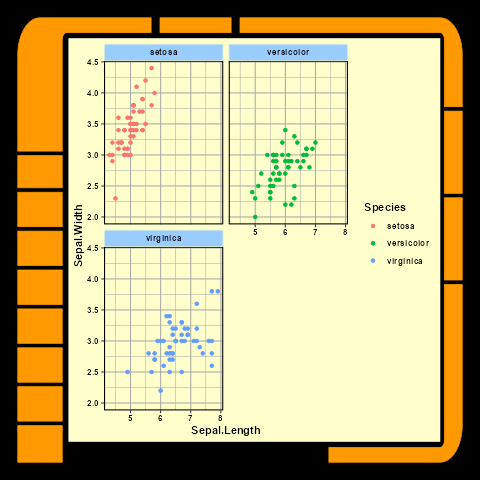 setosa
versicolor
4.5
4.0
3.5
3.0
2.5
2.0
5
6
7
8
virginica
4.5
4.0
3.5
3.0
2.5
2.0
5
6
7
8
Sepal.Width
Sepal.Length
Species
setosa
versicolor
virginica